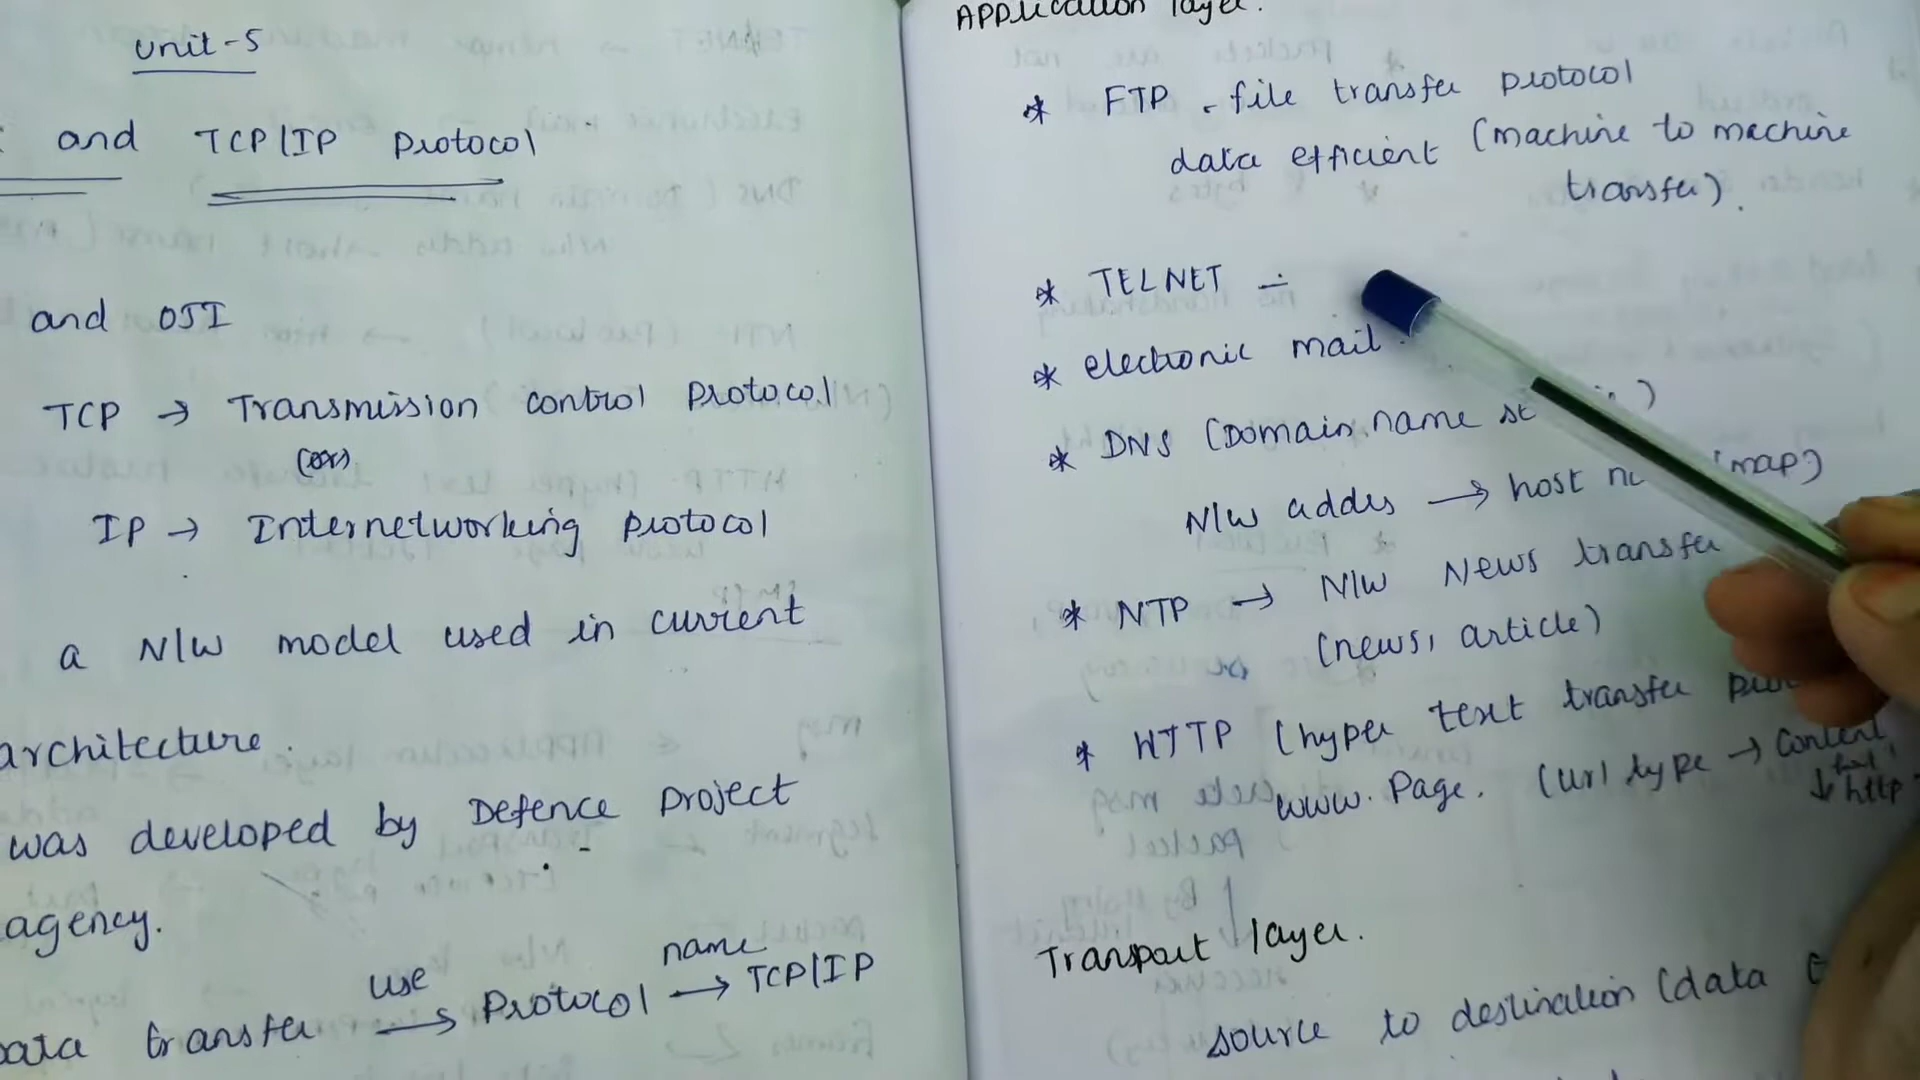 Unit-5
and TCP/IP Protocol
and OSI
TCP → Transmission control Protocol
(or)
IP → Internetworking protocol
a N/W model used in current
architecture.
was developed by Defence project
agency.
Data transfer use → Protocol name → TCP/IP
Application layer.
* FTP - file transfer protocol
data efficient (machine to machine
transfer).
* TELNET -
* electronic mail.
* DNS (Domain name
N/W addrs → host (map)
* NTP → N/W News transfer
(news, article)
* HTTP (hyper text transfer
www. Page. (url type → content
↓ http
Transport layer.
source to destination (data